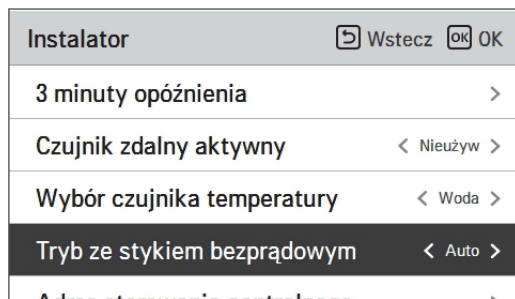 Instalator Wstecz OK OK
3 minuty opóźnienia >
Czujnik zdalny aktywny < Nieużyw >
Wybór czujnika temperatury < Woda >
Tryb ze stykiem bezprądowym < Auto >